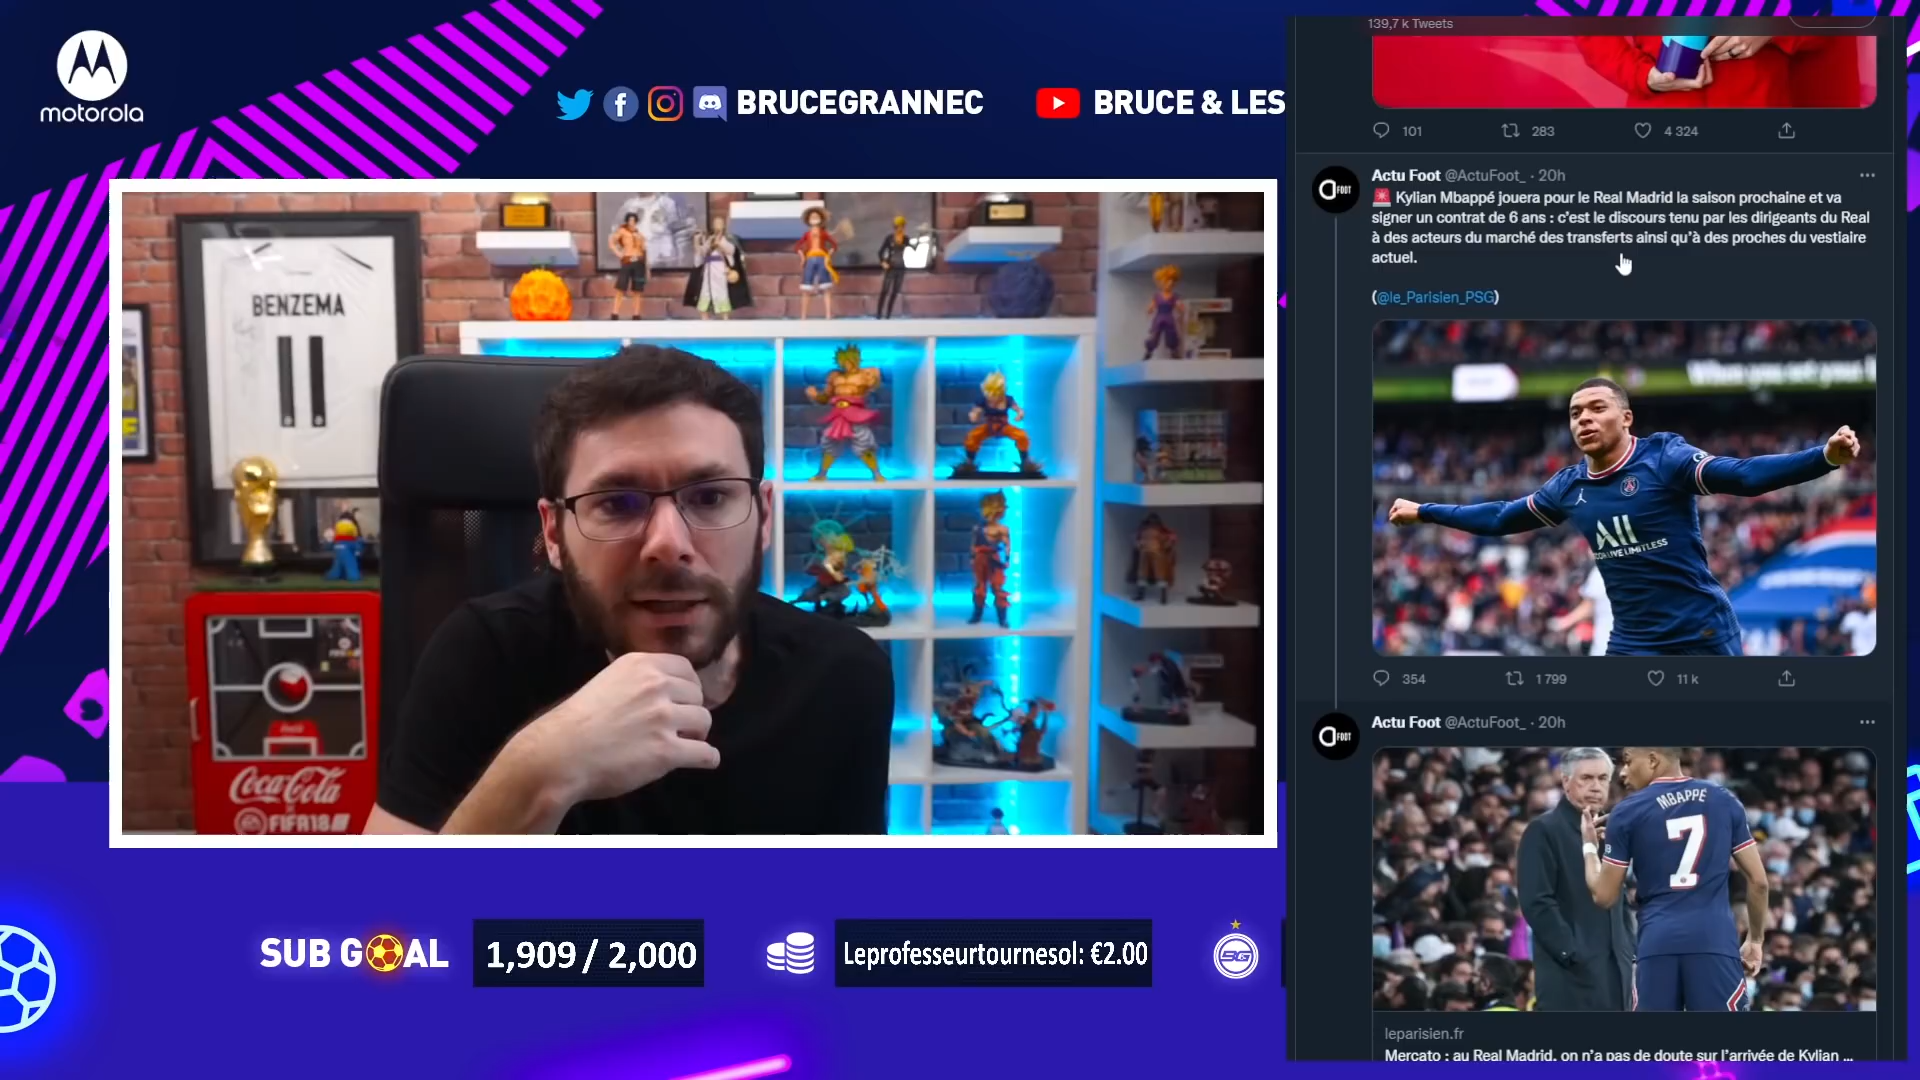 motorola
BRUCEGRANNEC
BRUCE & LES
BENZEMA
11
Coca-Cola
FIFA18
SUB GOAL
1,909 / 2,000
Leprofesseurtournesol: €2.00
139,7 k Tweets
101 283 4 324
Actu Foot @ActuFoot_ · 20h
🚨 Kylian Mbappé jouera pour le Real Madrid la saison prochaine et va
signer un contrat de 6 ans : c'est le discours tenu par les dirigeants du Real
à des acteurs du marché des transferts ainsi qu'à des proches du vestiaire
actuel.
(@le_Parisien_PSG)
ALL
354 1 799 11 k
Actu Foot @ActuFoot_ · 20h
MBAPPÉ
7
leparisien.fr
Mercato : au Real Madrid, on n'a pas de doute sur l'arrivée de Kylian ...